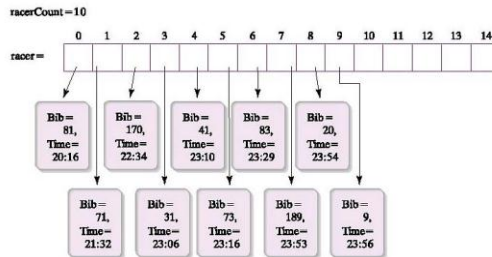 racerCount=10
0 1 2 3 4 5 6 7 8 9 10 11 12 13 14
racer=
Bib=
81,
Time=
20:16
Bib=
170,
Time=
22:34
Bib=
41,
Time=
23:10
Bib=
83,
Time=
23:29
Bib=
20,
Time=
23:54
Bib=
71,
Time=
21:32
Bib=
31,
Time=
23:06
Bib=
73,
Time=
23:16
Bib=
189,
Time=
23:53
Bib=
9,
Time=
23:56